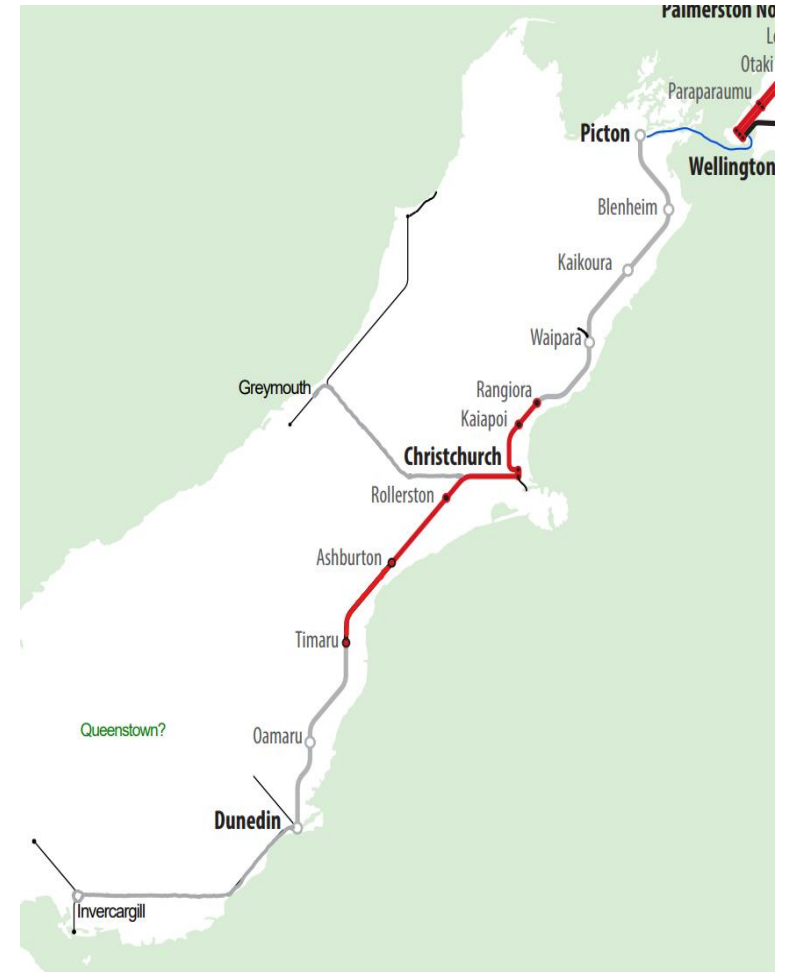 Palmerston No
L
Otaki
Paraparaumu
Picton
Wellington
Blenheim
Kaikoura
Waipara
Rangiora
Greymouth
Kaiapoi
Christchurch
Rollerston
Ashburton
Timaru
Queenstown?
Oamaru
Dunedin
Invercargill